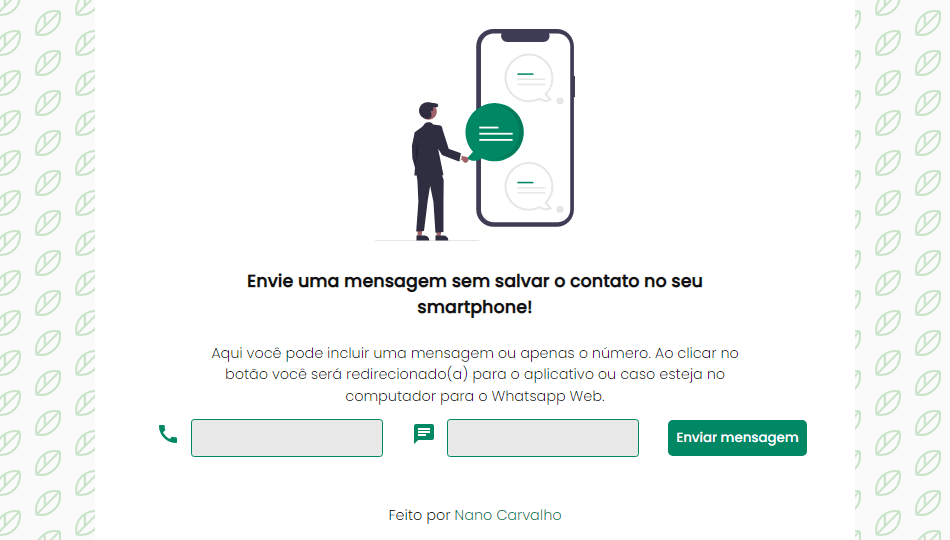 Envie uma mensagem sem salvar o contato no seu
smartphone!
Aqui você pode incluir uma mensagem ou apenas o número. Ao clicar no
botão você será redirecionado(a) para o aplicativo ou caso esteja no
computador para o Whatsapp Web.
Enviar mensagem
Feito por Nano Carvalho